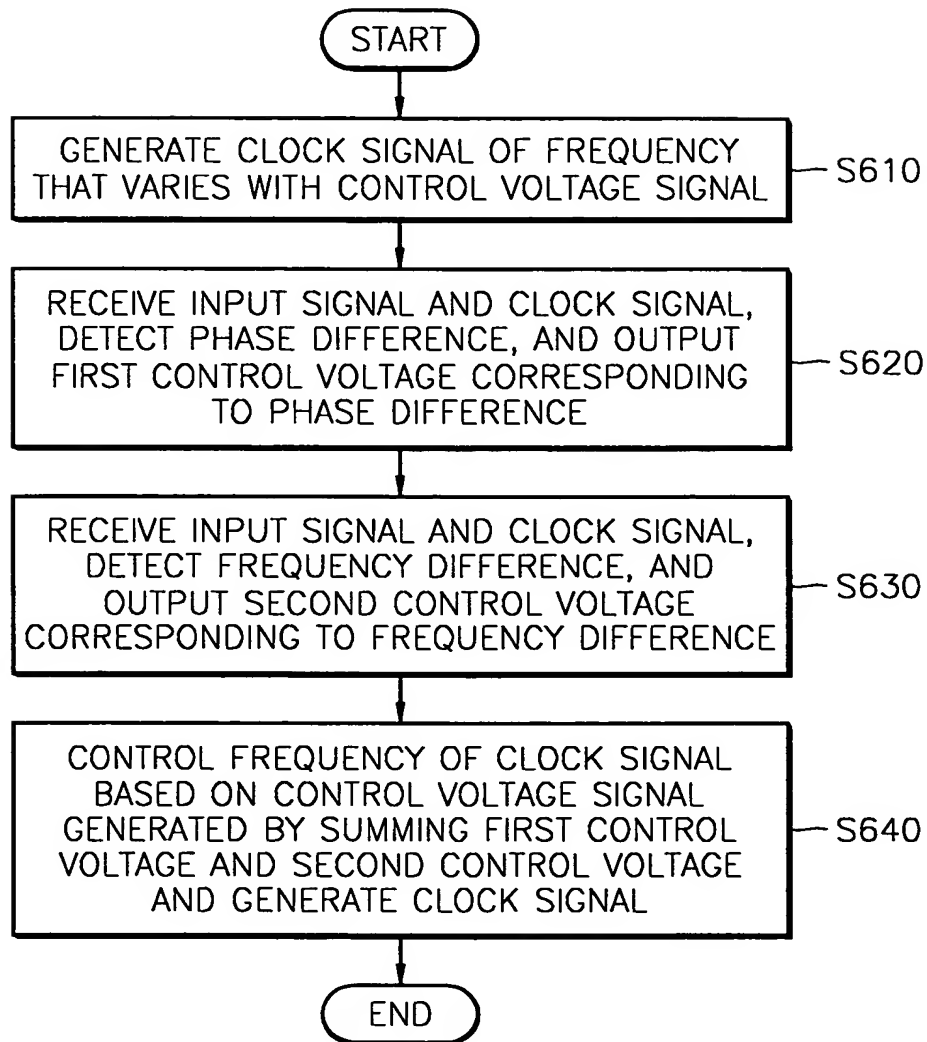 START
GENERATE CLOCK SIGNAL OF FREQUENCY
THAT VARIES WITH CONTROL VOLTAGE SIGNAL
S610
RECEIVE INPUT SIGNAL AND CLOCK SIGNAL,
DETECT PHASE DIFFERENCE, AND OUTPUT
FIRST CONTROL VOLTAGE CORRESPONDING
TO PHASE DIFFERENCE
S620
RECEIVE INPUT SIGNAL AND CLOCK SIGNAL,
DETECT FREQUENCY DIFFERENCE, AND
OUTPUT SECOND CONTROL VOLTAGE
CORRESPONDING TO FREQUENCY DIFFERENCE
S630
CONTROL FREQUENCY OF CLOCK SIGNAL
BASED ON CONTROL VOLTAGE SIGNAL
GENERATED BY SUMMING FIRST CONTROL
VOLTAGE AND SECOND CONTROL VOLTAGE
AND GENERATE CLOCK SIGNAL
S640
END